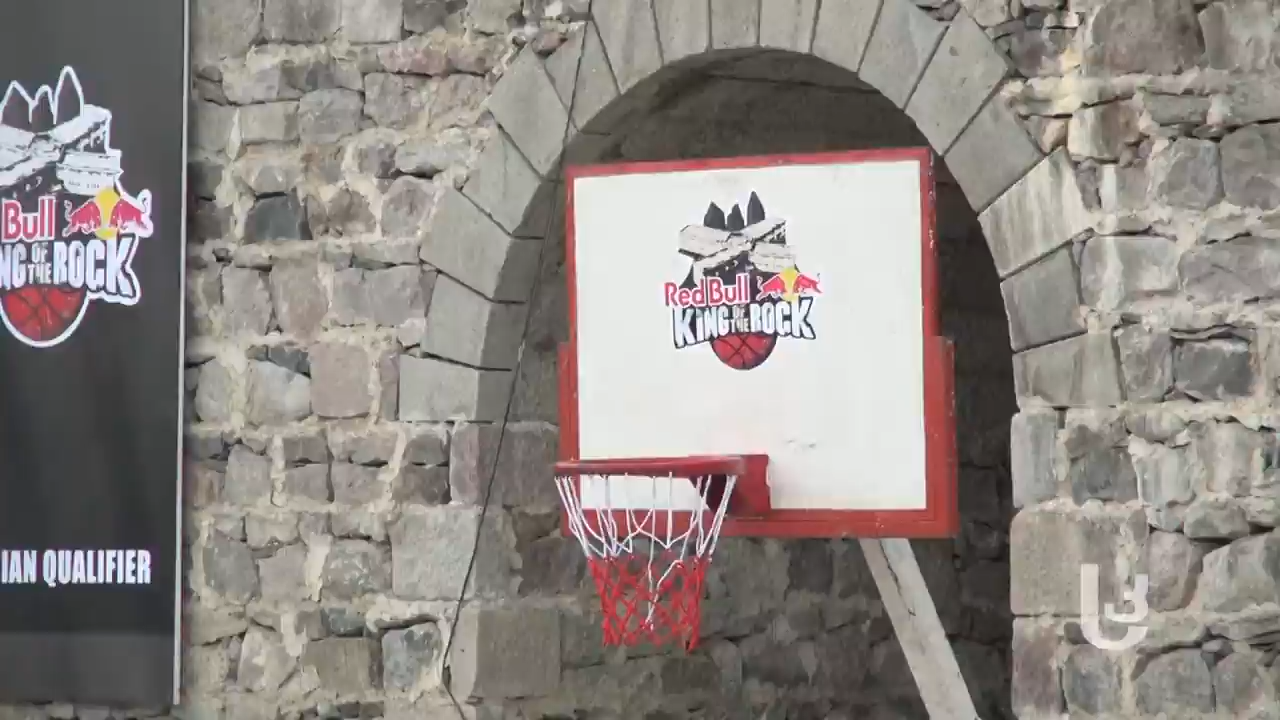 Bull
NG OF THE ROCK
IAN QUALIFIER
Red Bull
KING OF THE ROCK